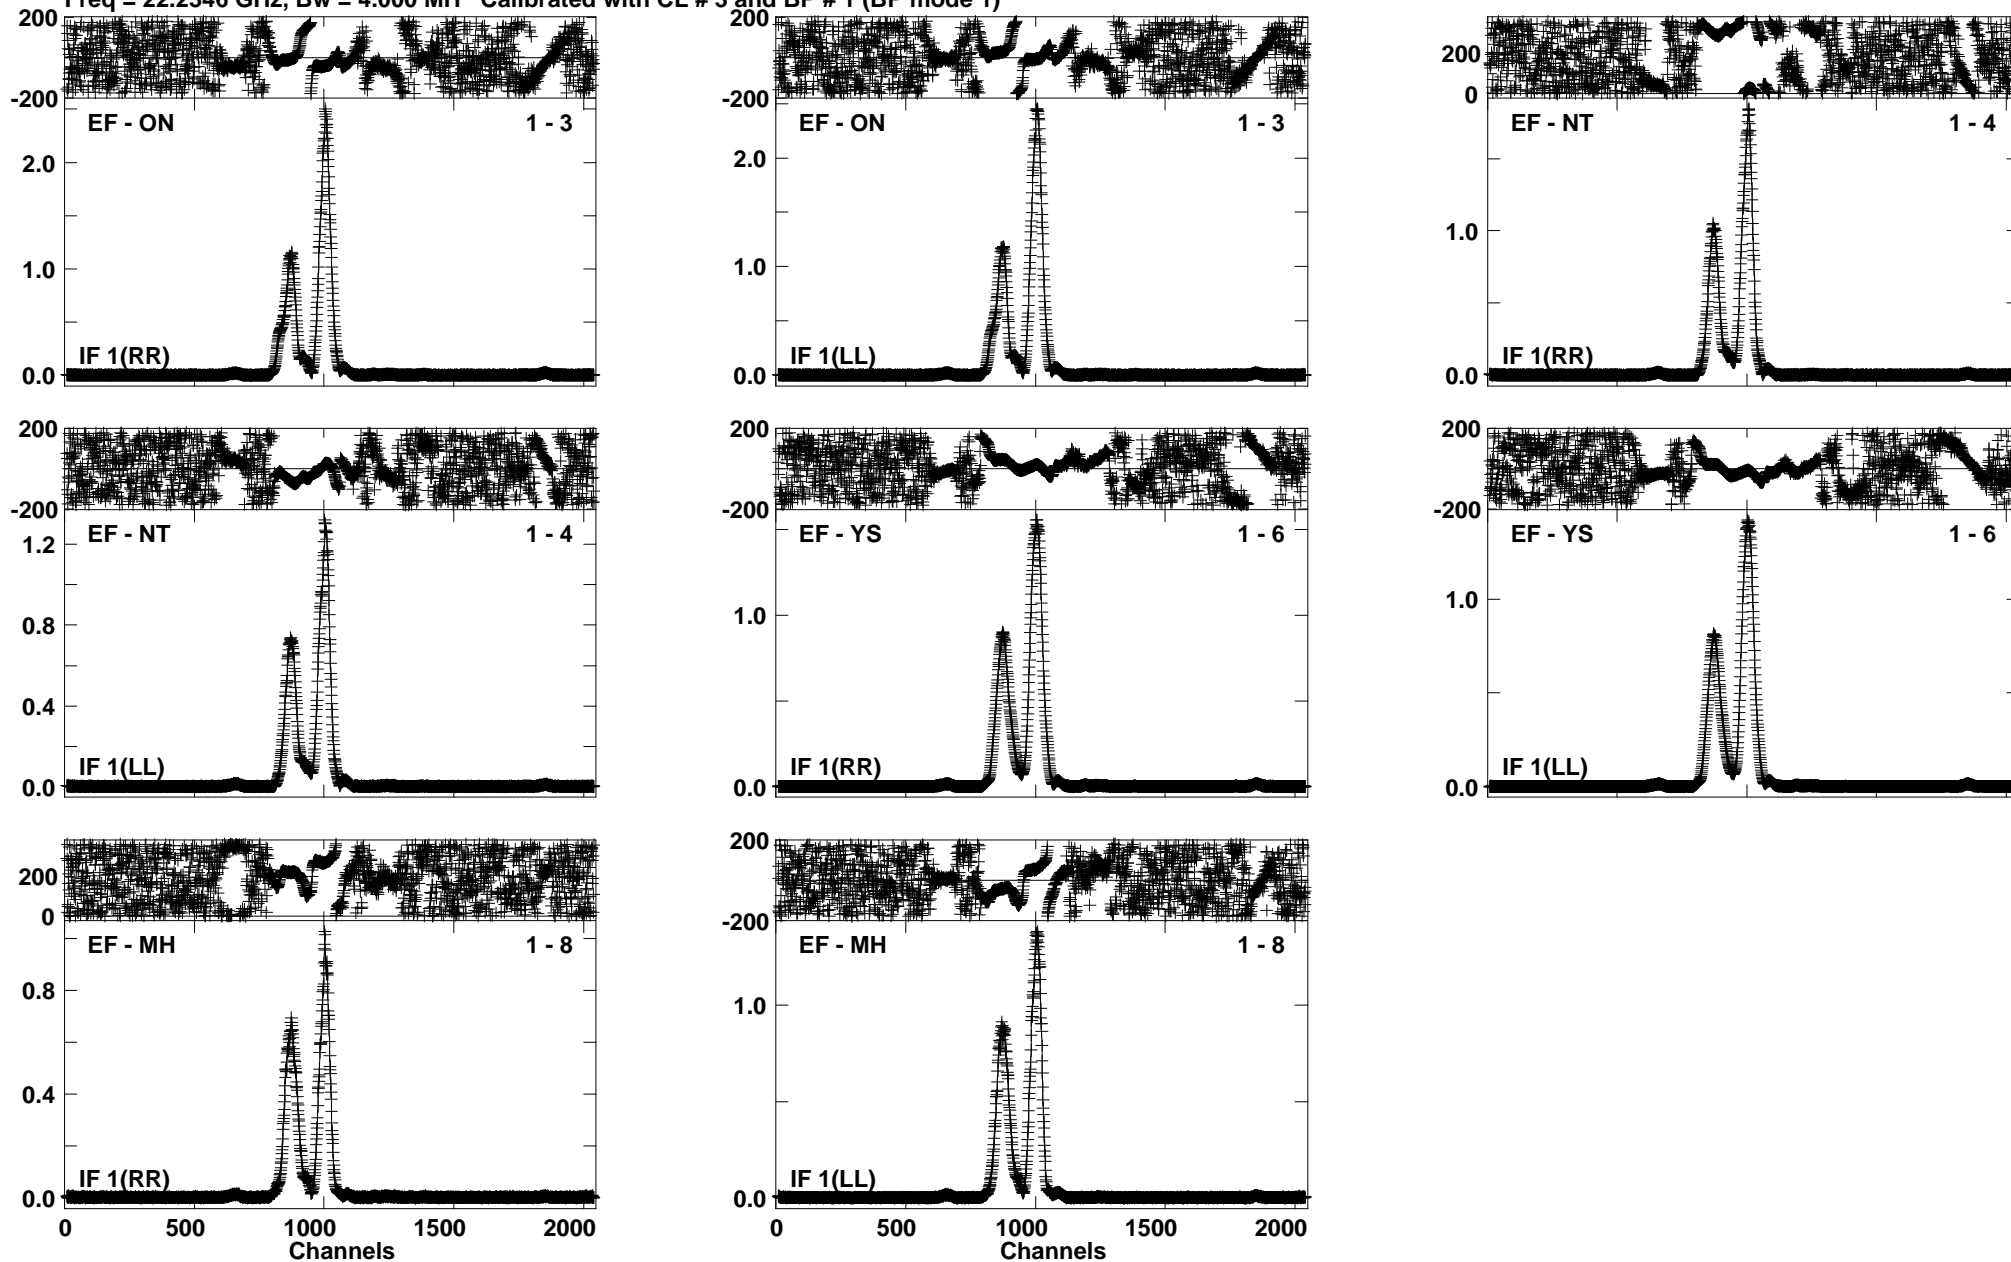 Freq = 22.2346 GHz, Bw = 4.000 MH Calibrated with CL # 3 and BP # 1 (BP mode 1)
200
-200
EF - ON
1 - 3
2.0
1.0
IF 1(RR)
0.0
200
-200
EF - ON
1 - 3
2.0
1.0
IF 1(LL)
0.0
200
0
EF - NT
1 - 4
1.0
IF 1(RR)
0.0
200
-200
EF - NT
1 - 4
1.2
0.8
0.4
IF 1(LL)
0.0
200
-200
EF - YS
1 - 6
1.0
IF 1(RR)
0.0
200
-200
EF - YS
1 - 6
1.0
IF 1(LL)
0.0
200
0
EF - MH
1 - 8
0.8
0.4
IF 1(RR)
0.0
0 500 1000 1500 2000
Channels
200
-200
EF - MH
1 - 8
1.0
IF 1(LL)
0.0
0 500 1000 1500 2000
Channels